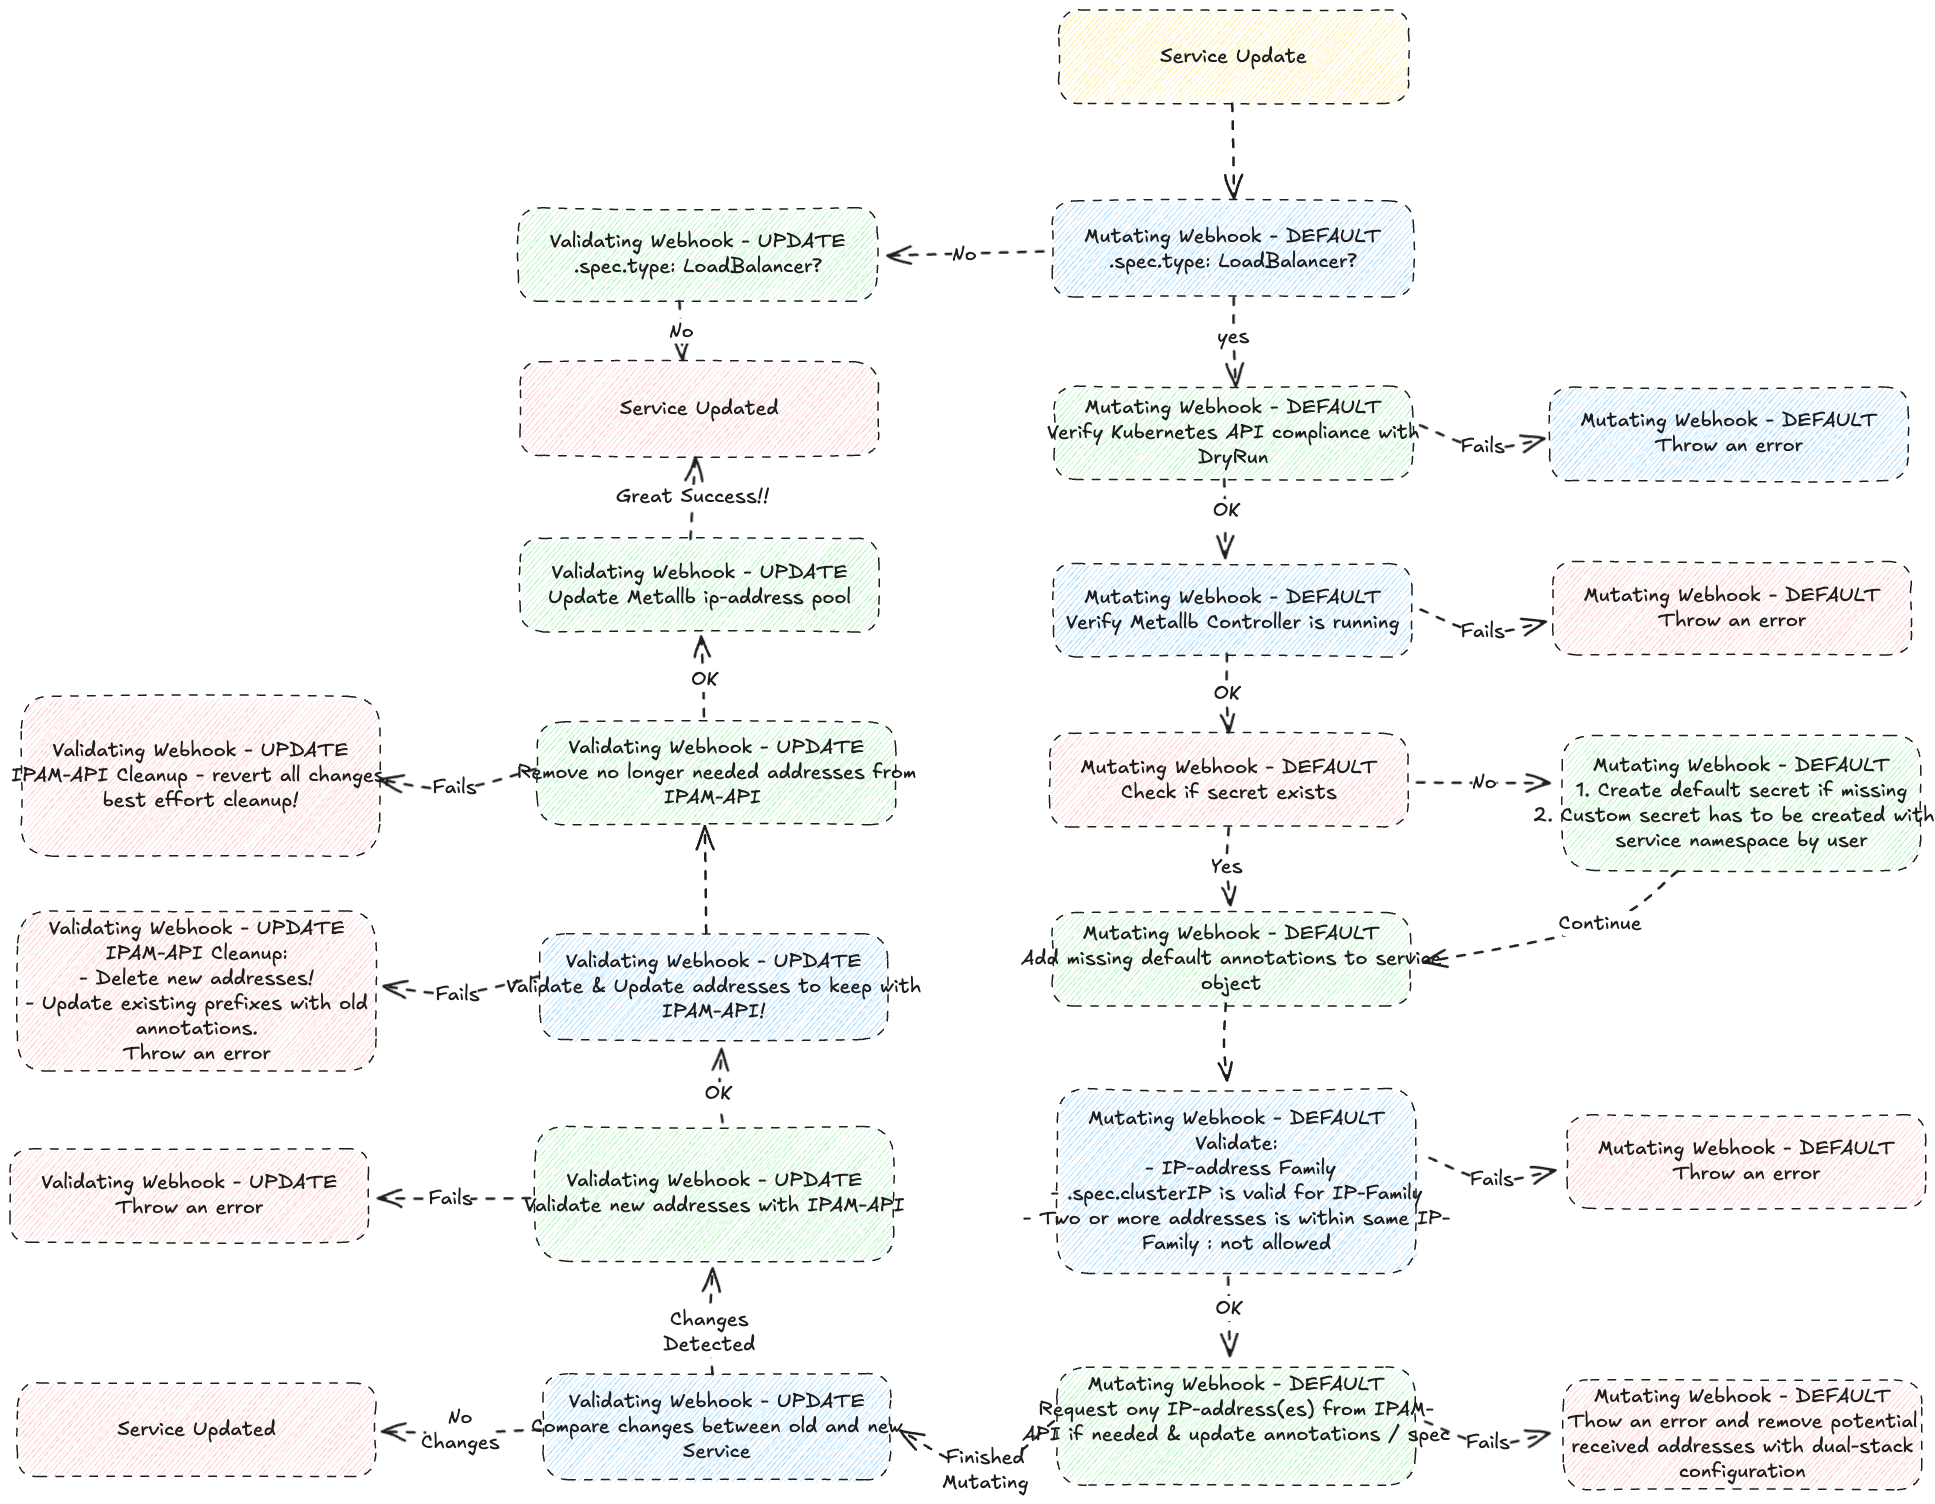 Service Update
Mutating Webhook - DEFAULT
.spec.type: LoadBalancer?
No
Validating Webhook - UPDATE
.spec.type: LoadBalancer?
No
Service Updated
yes
Mutating Webhook - DEFAULT
Verify Kubernetes API compliance with
DryRun
Fails
Mutating Webhook - DEFAULT
Throw an error
OK
Mutating Webhook - DEFAULT
Verify Metallb Controller is running
Fails
Mutating Webhook - DEFAULT
Throw an error
OK
Mutating Webhook - DEFAULT
Check if secret exists
No
Mutating Webhook - DEFAULT
1. Create default secret if missing
2. Custom secret has to be created with
service namespace by user
Continue
Yes
Mutating Webhook - DEFAULT
Add missing default annotations to service
object
Mutating Webhook - DEFAULT
Validate:
- IP-address Family
- .spec.clusterIP is valid for IP-Family
- Two or more addresses is within same IP-
Family : not allowed
Fails
Mutating Webhook - DEFAULT
Throw an error
OK
Mutating Webhook - DEFAULT
Request ony IP-address(es) from IPAM-
API if needed & update annotations / spec
Fails
Mutating Webhook - DEFAULT
Thow an error and remove potential
received addresses with dual-stack
configuration
Finished
Mutating
Validating Webhook - UPDATE
Compare changes between old and new
Service
No
Changes
Service Updated
Changes
Detected
Validating Webhook - UPDATE
Validate new addresses with IPAM-API
Fails
Validating Webhook - UPDATE
Throw an error
OK
Validating Webhook - UPDATE
Validate & Update addresses to keep with
IPAM-API!
Fails
Validating Webhook - UPDATE
IPAM-API Cleanup:
- Delete new addresses!
- Update existing prefixes with old
annotations.
Throw an error
Validating Webhook - UPDATE
Remove no longer needed addresses from
IPAM-API
Fails
Validating Webhook - UPDATE
IPAM-API Cleanup - revert all changes
best effort cleanup!
OK
Validating Webhook - UPDATE
Update Metallb ip-address pool
Great Success!!